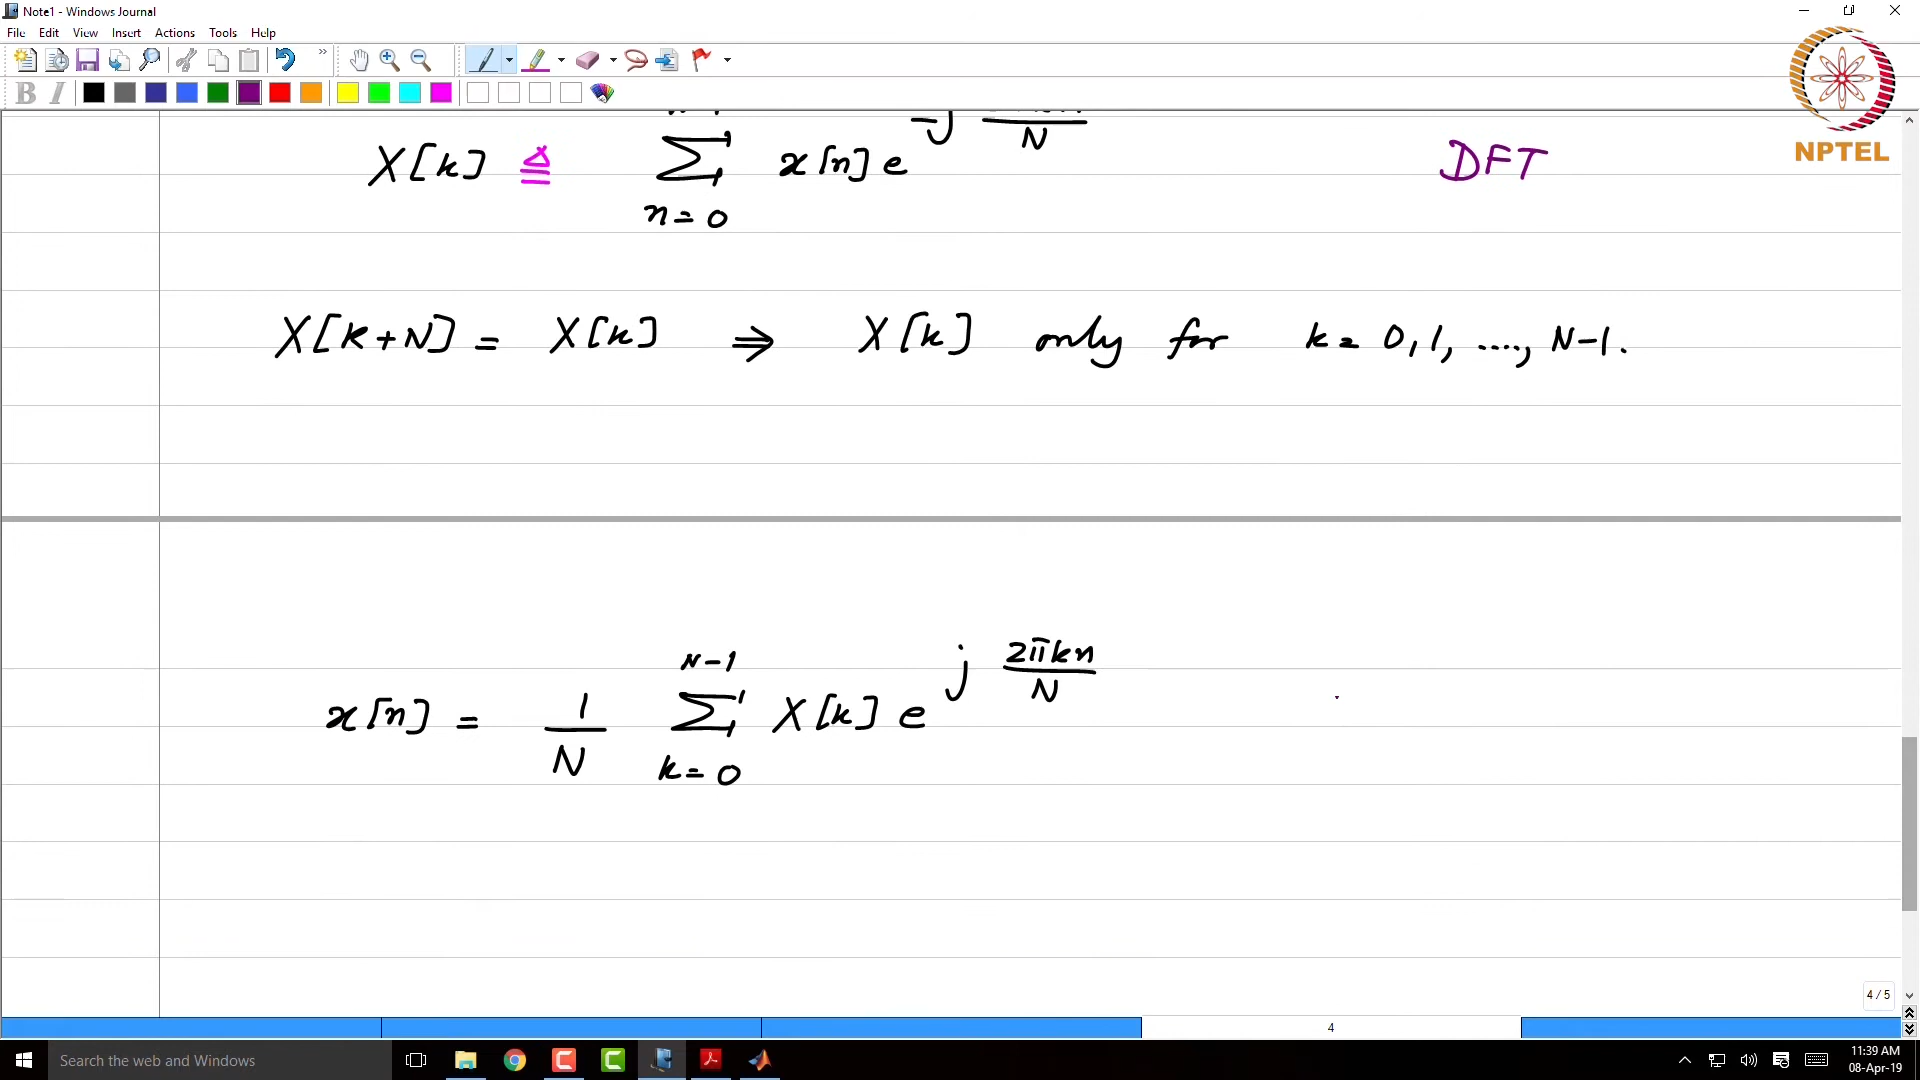 Note1 - Windows Journal
File Edit View Insert Actions Tools Help
B I
NPTEL
X[k] ≜ ∑ x[n] e^{-j /N} n=0
DFT
X[k+N] = X[k] ⇒ X[k] only for k = 0, 1, ...., N-1.
x[n] = 1/N ∑_{k=0}^{N-1} X[k] e^{j 2πkn/N}
4 / 5
4
Search the web and Windows
11:39 AM
08-Apr-19